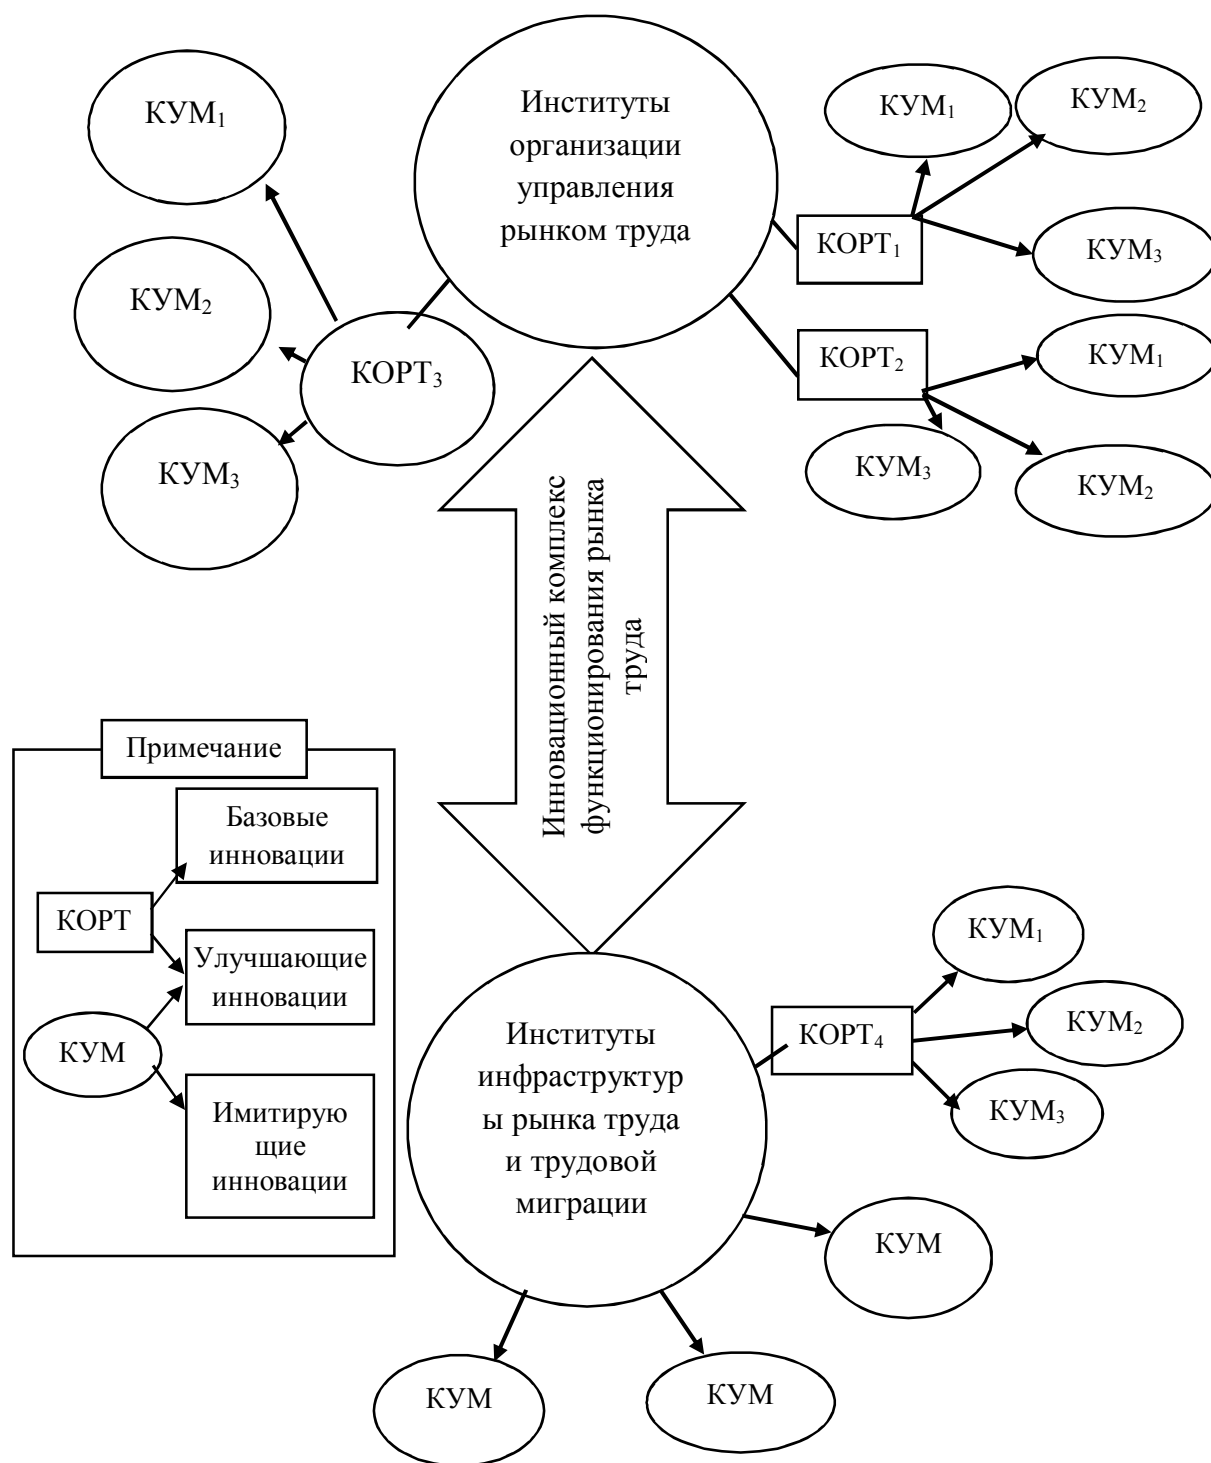 КУМ₁
КУМ₂
КУМ₃
КОРТ₃
Институты
организации
управления
рынком труда
КУМ₁
КУМ₂
КОРТ₁
КУМ₃
КОРТ₂
КУМ₁
КУМ₃
КУМ₂
Инновационный комплекс
функционирования рынка
труда
Примечание
Базовые
инновации
КОРТ
Улучшающие
инновации
КУМ
Имитирую
щие
инновации
Институты
инфраструктур
ы рынка труда
и трудовой
миграции
КОРТ₄
КУМ₁
КУМ₂
КУМ₃
КУМ
КУМ
КУМ